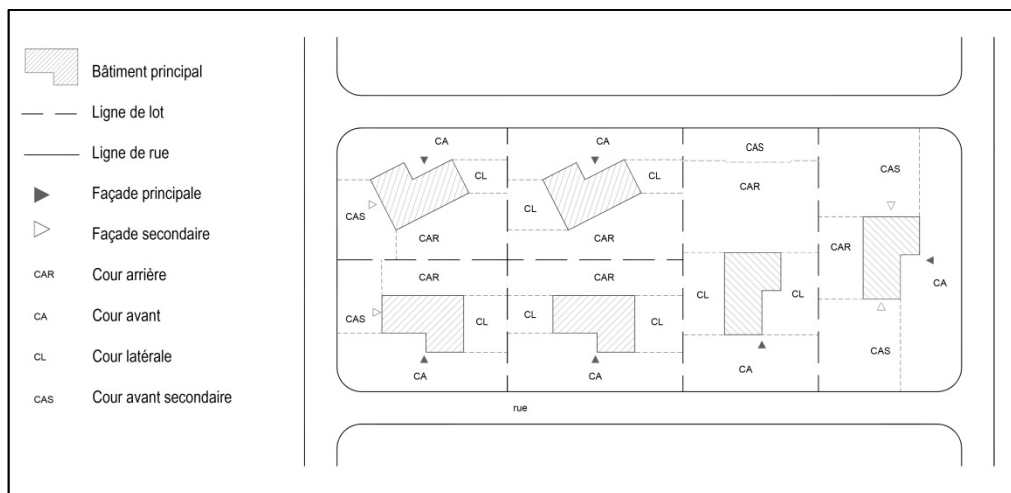 Bâtiment principal
Ligne de lot
Ligne de rue
Façade principale
Façade secondaire
CAR Cour arrière
CA Cour avant
CL Cour latérale
CAS Cour avant secondaire
CA CA CAS
CL CL CAR CAS
CAS CL
CAR CAR CAR
CAR CAR CL CL CA
CAS CL CL CL
CAS
CA CA CA
rue